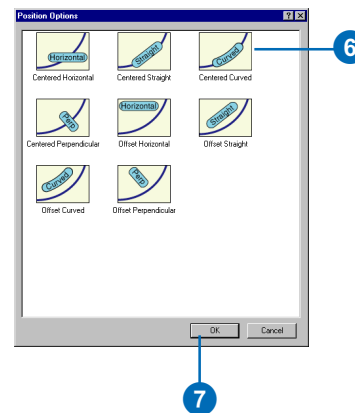 Position Options
Horizontal
Straight
Curved
Centered Horizontal
Centered Straight
Centered Curved
6
Perp
Horizontal
Straight
Centered Perpendicular
Offset Horizontal
Offset Straight
Curved
Perp
Offset Curved
Offset Perpendicular
OK
Cancel
7